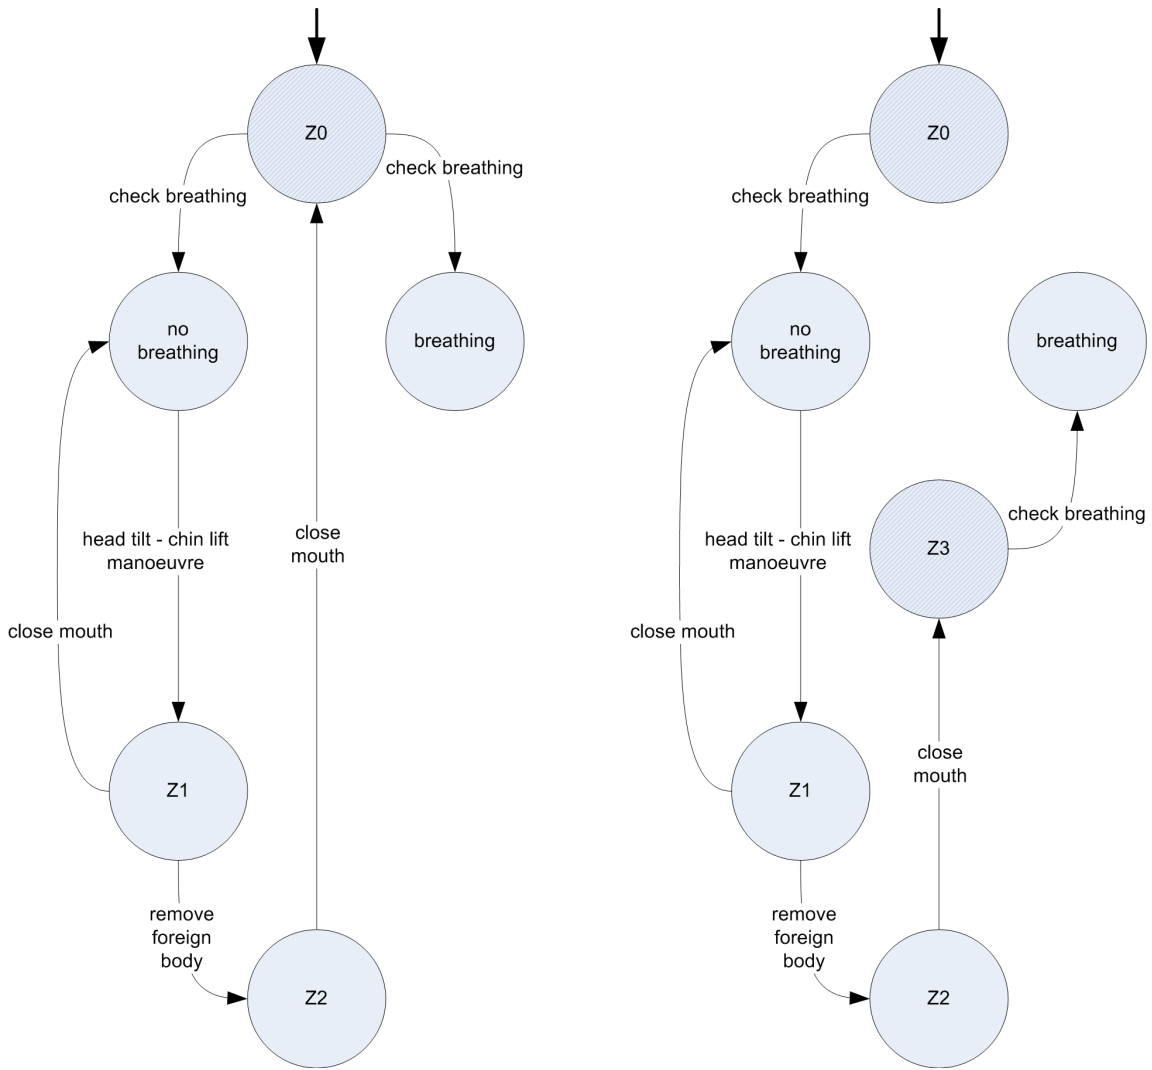 Z0
check breathing
check breathing
no
breathing
breathing
head tilt - chin lift
manoeuvre
close
mouth
close mouth
Z1
remove
foreign
body
Z2
Z0
check breathing
no
breathing
breathing
head tilt - chin lift
manoeuvre
Z3
check breathing
close mouth
close
mouth
Z1
remove
foreign
body
Z2